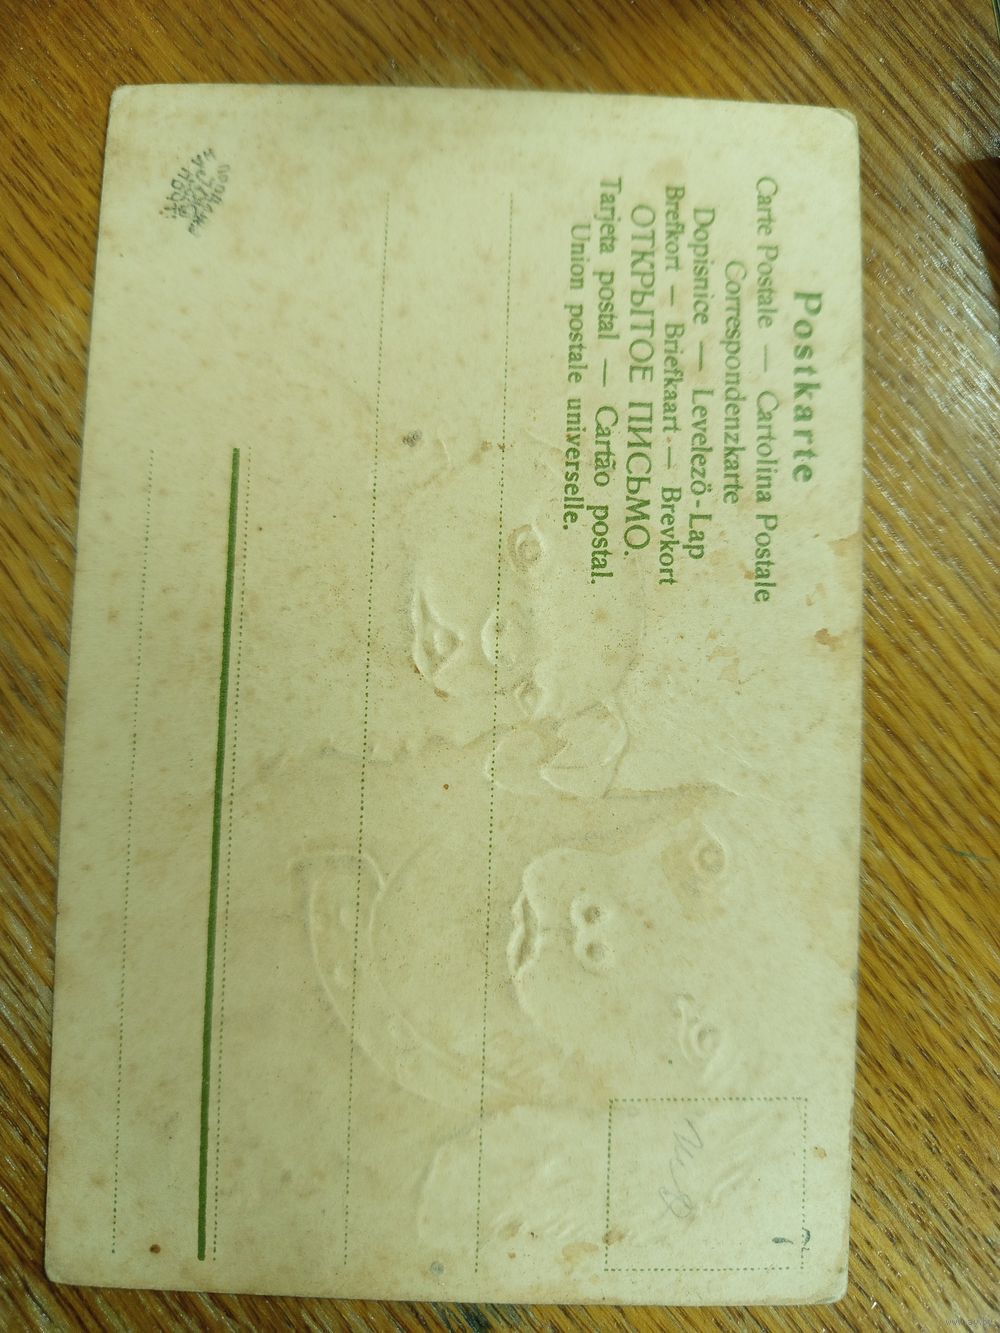 Postkarte
Carte Postale — Cartolina Postale
Correspondenzkarte
Dopisnice — Levelező-Lap
Brefkort — Briefkaart — Brevkort
ОТКРЫТОЕ ПИСЬМО.
Tarjeta postal — Cartão postal.
Union postale universelle.